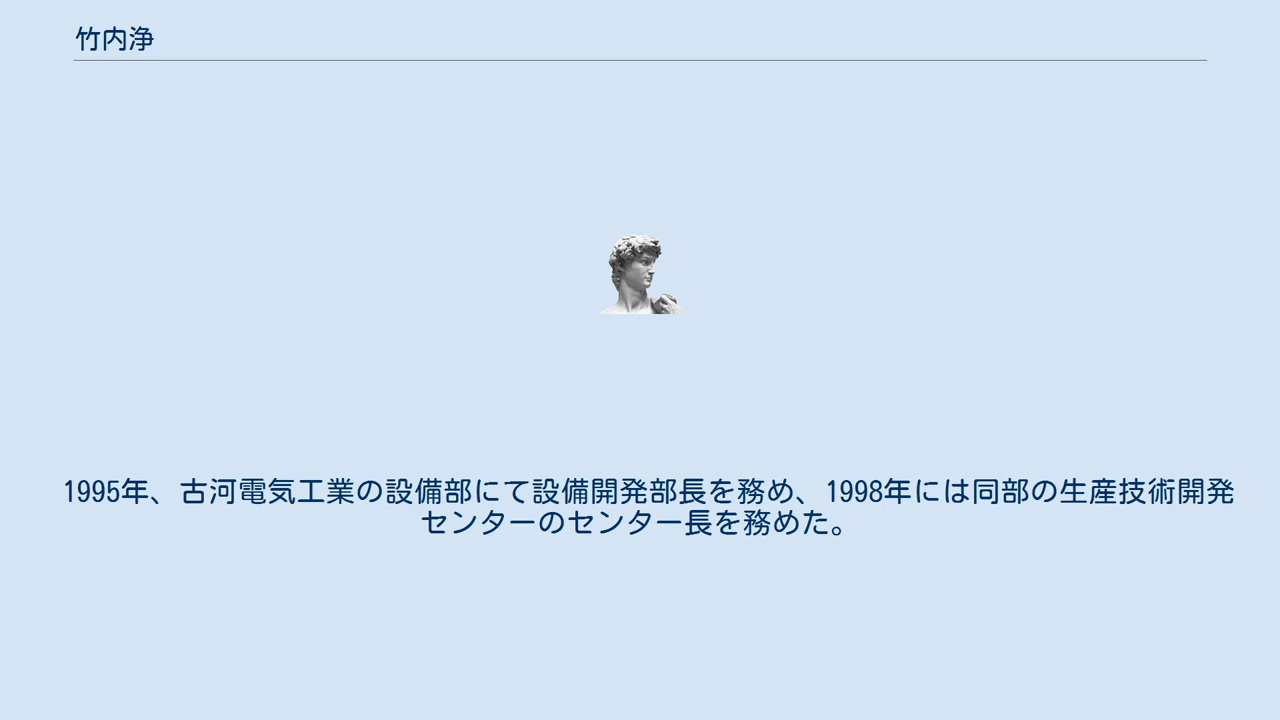 竹内浄
1995年、古河電気工業の設備部にて設備開発部長を務め、1998年には同部の生産技術開発
センターのセンター長を務めた。